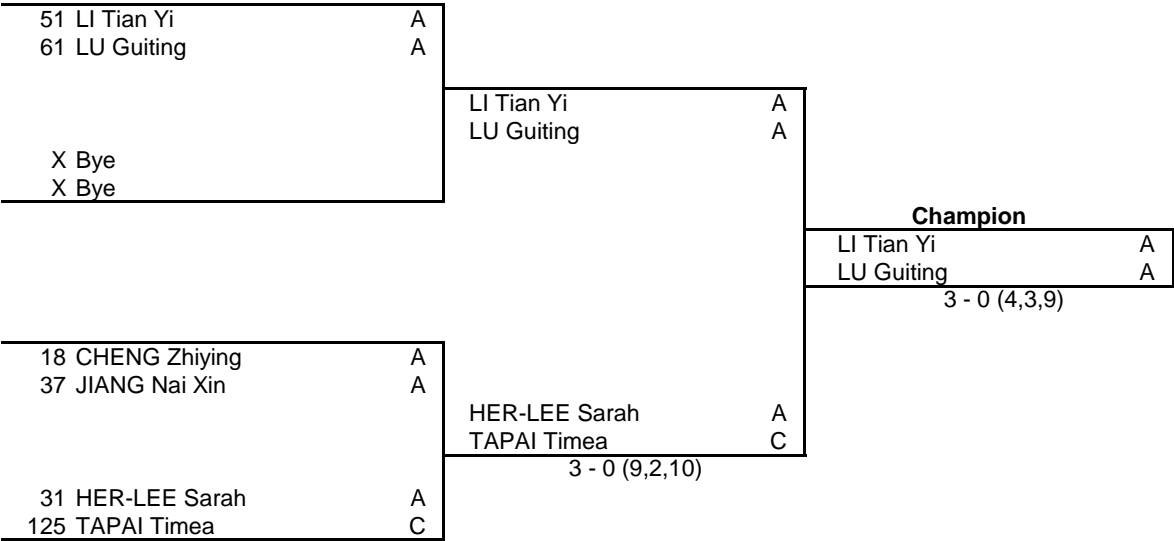 51 LI Tian Yi A
61 LU Guiting A
LI Tian Yi A
LU Guiting A
X Bye
X Bye
Champion
LI Tian Yi A
LU Guiting A
3 - 0 (4,3,9)
18 CHENG Zhiying A
37 JIANG Nai Xin A
HER-LEE Sarah A
TAPAI Timea C
3 - 0 (9,2,10)
31 HER-LEE Sarah A
125 TAPAI Timea C